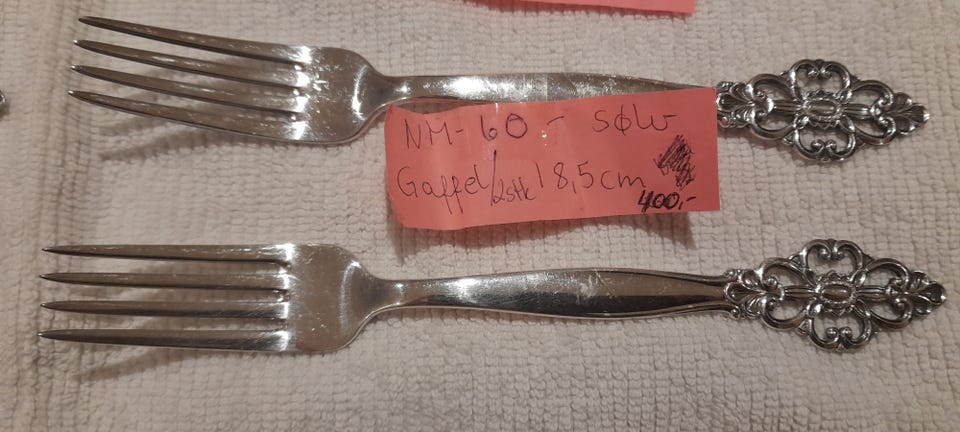 NM-60 - sølv
Gaffel/2stk 18,5cm
400,-